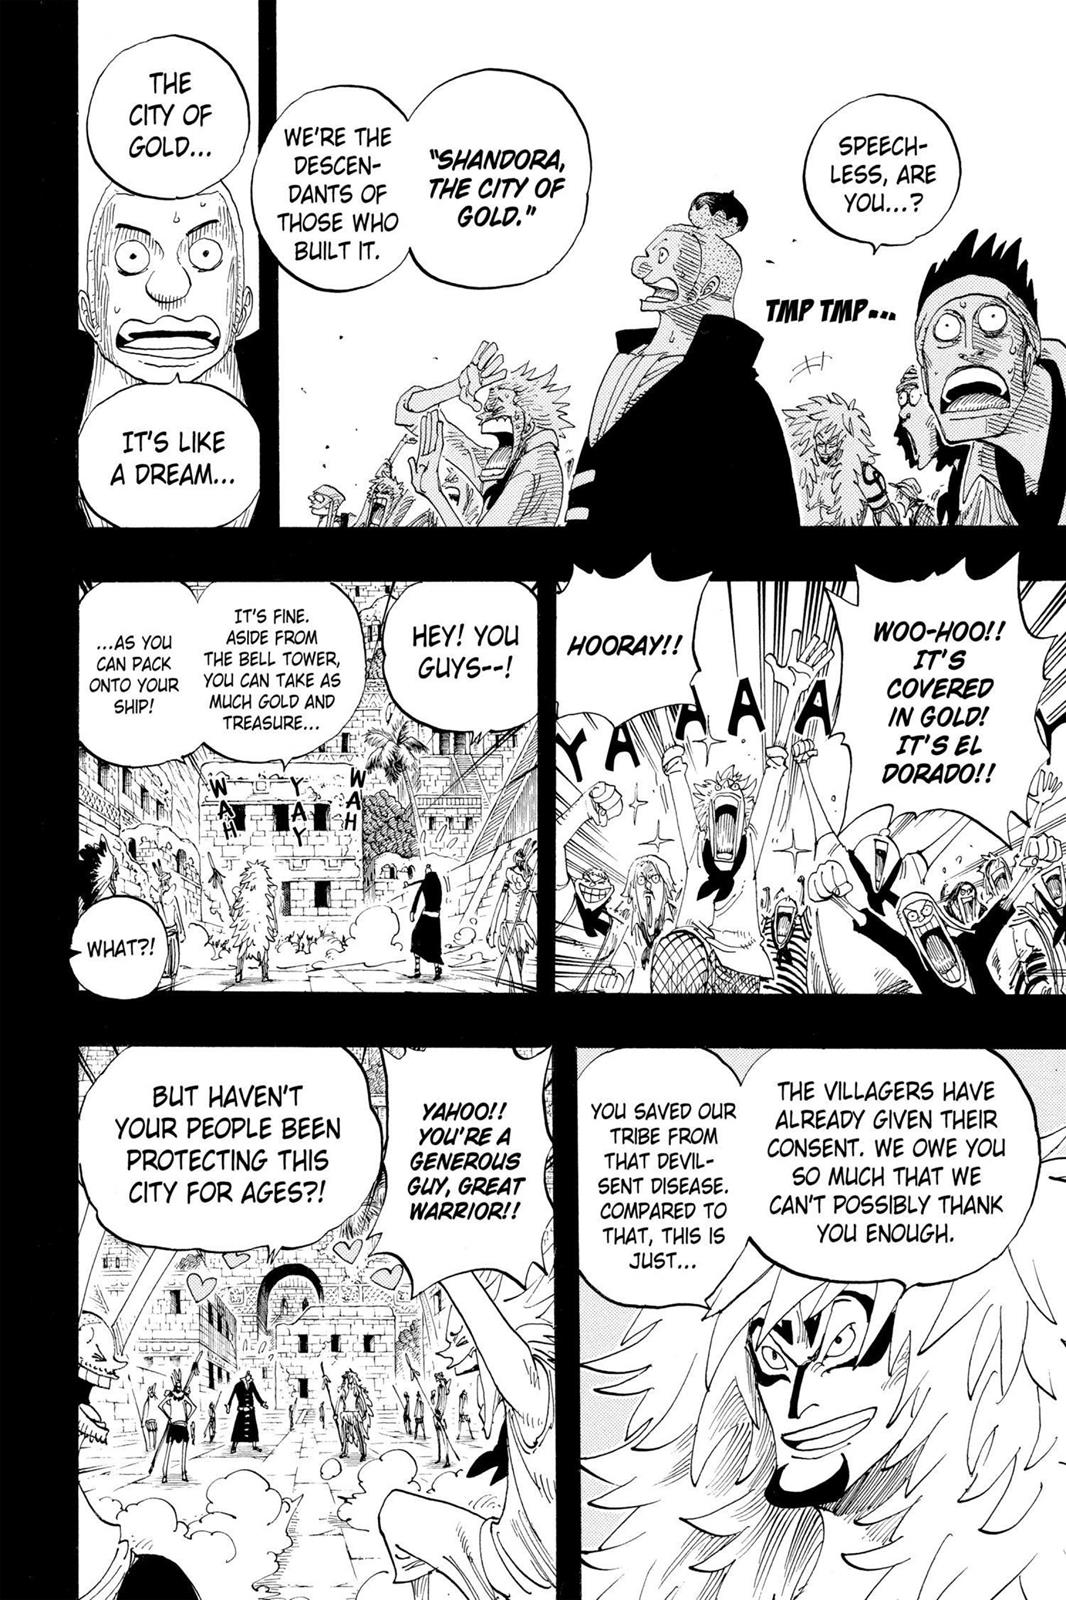 SPEECH-
LESS, ARE
YOU...?
TMP TMP...
"SHANDORA,
THE CITY OF
GOLD."
WE'RE THE
DESCEN-
DANTS OF
THOSE WHO
BUILT IT.
THE
CITY OF
GOLD...
IT'S LIKE
A DREAM...
WOO-HOO!!
IT'S
COVERED
IN GOLD!
IT'S EL
DORADO!!
HOORAY!!
YAAAAA
HEY! YOU
GUYS--!
IT'S FINE.
ASIDE FROM
THE BELL TOWER,
YOU CAN TAKE AS
MUCH GOLD AND
TREASURE...
...AS YOU
CAN PACK
ONTO YOUR
SHIP!
WAH
YAY
WAH
WHAT?!
THE VILLAGERS HAVE
ALREADY GIVEN THEIR
CONSENT. WE OWE YOU
SO MUCH THAT WE
CAN'T POSSIBLY THANK
YOU ENOUGH.
YOU SAVED OUR
TRIBE FROM
THAT DEVIL-
SENT DISEASE.
COMPARED TO
THAT, THIS IS
JUST...
YAHOO!!
YOU'RE A
GENEROUS
GUY, GREAT
WARRIOR!!
BUT HAVEN'T
YOUR PEOPLE BEEN
PROTECTING THIS
CITY FOR AGES?!